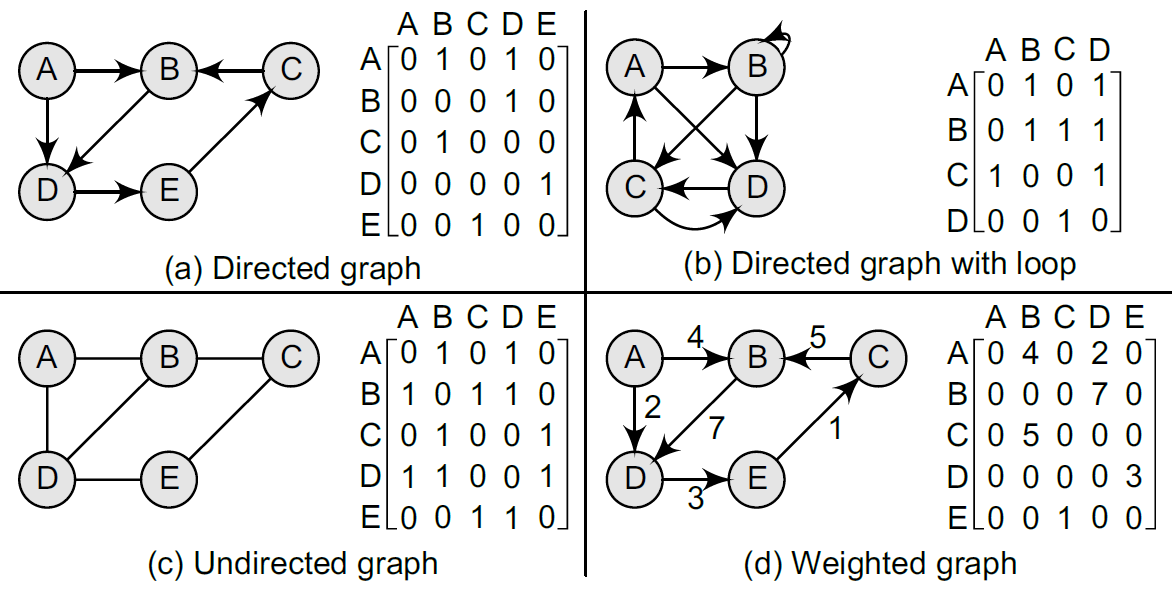 A B C D E
A 0 1 0 1 0
B 0 0 0 1 0
C 0 1 0 0 0
D 0 0 0 0 1
E 0 0 1 0 0
A B C
D E
(a) Directed graph
A B C D
A 0 1 0 1
B 0 1 1 1
C 1 0 0 1
D 0 0 1 0
A B
C D
(b) Directed graph with loop
A B C D E
A 0 1 0 1 0
B 1 0 1 1 0
C 0 1 0 0 1
D 1 1 0 0 1
E 0 0 1 1 0
A B C
D E
(c) Undirected graph
A B C D E
A 0 4 0 2 0
B 0 0 0 7 0
C 0 5 0 0 0
D 0 0 0 0 3
E 0 0 1 0 0
4 5
A B C
2 7 1
D E
3
(d) Weighted graph